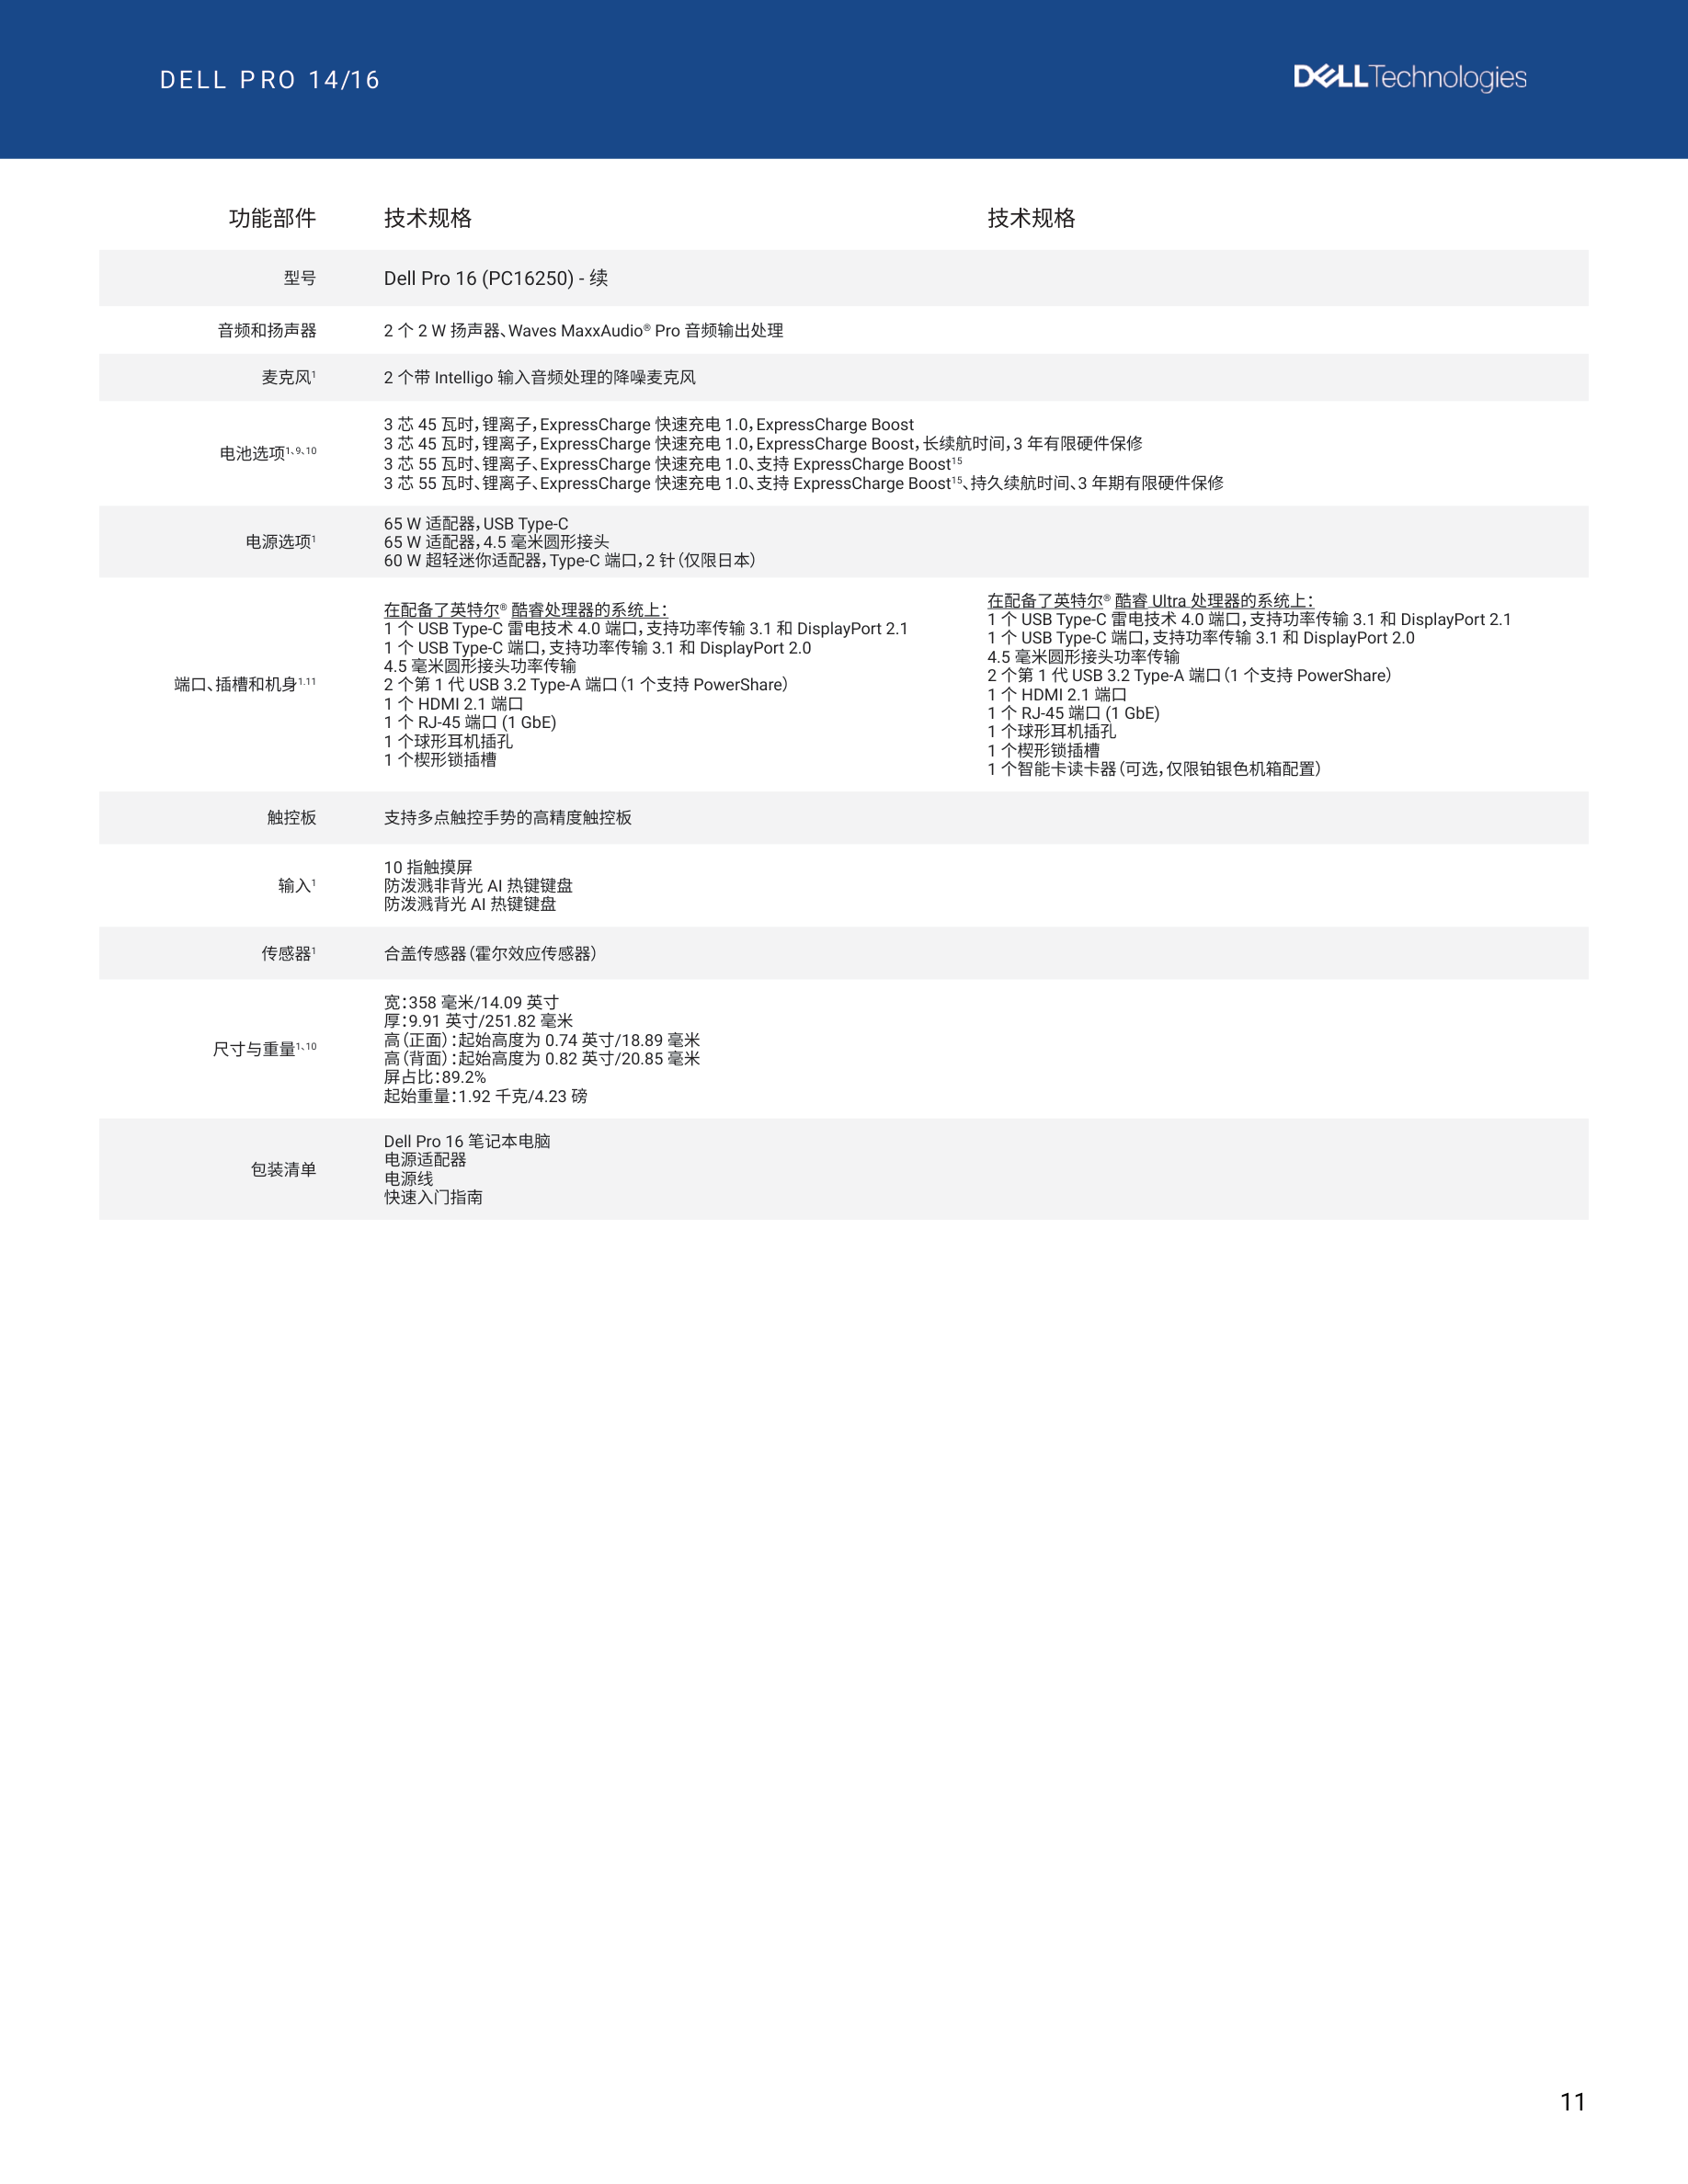 DELL PRO 14/16
DELLTechnologies
功能部件
技术规格
技术规格
型号
Dell Pro 16 (PC16250) - 续
音频和扬声器
2 个 2 W 扬声器、Waves MaxxAudio® Pro 音频输出处理
麦克风¹
2 个带 Intelligo 输入音频处理的降噪麦克风
电池选项¹、⁹、¹⁰
3 芯 45 瓦时，锂离子，ExpressCharge 快速充电 1.0，ExpressCharge Boost
3 芯 45 瓦时，锂离子，ExpressCharge 快速充电 1.0，ExpressCharge Boost，长续航时间，3 年有限硬件保修
3 芯 55 瓦时、锂离子、ExpressCharge 快速充电 1.0、支持 ExpressCharge Boost¹⁵
3 芯 55 瓦时、锂离子、ExpressCharge 快速充电 1.0、支持 ExpressCharge Boost¹⁵、持久续航时间、3 年期有限硬件保修
电源选项¹
65 W 适配器，USB Type-C
65 W 适配器，4.5 毫米圆形接头
60 W 超轻迷你适配器，Type-C 端口，2 针（仅限日本）
端口、插槽和机身¹·¹¹
在配备了英特尔® 酷睿处理器的系统上：
1 个 USB Type-C 雷电技术 4.0 端口，支持功率传输 3.1 和 DisplayPort 2.1
1 个 USB Type-C 端口，支持功率传输 3.1 和 DisplayPort 2.0
4.5 毫米圆形接头功率传输
2 个第 1 代 USB 3.2 Type-A 端口（1 个支持 PowerShare）
1 个 HDMI 2.1 端口
1 个 RJ-45 端口 (1 GbE)
1 个球形耳机插孔
1 个楔形锁插槽
在配备了英特尔® 酷睿 Ultra 处理器的系统上：
1 个 USB Type-C 雷电技术 4.0 端口，支持功率传输 3.1 和 DisplayPort 2.1
1 个 USB Type-C 端口，支持功率传输 3.1 和 DisplayPort 2.0
4.5 毫米圆形接头功率传输
2 个第 1 代 USB 3.2 Type-A 端口（1 个支持 PowerShare）
1 个 HDMI 2.1 端口
1 个 RJ-45 端口 (1 GbE)
1 个球形耳机插孔
1 个楔形锁插槽
1 个智能卡读卡器（可选，仅限铂银色机箱配置）
触控板
支持多点触控手势的高精度触控板
输入¹
10 指触摸屏
防泼溅非背光 AI 热键键盘
防泼溅背光 AI 热键键盘
传感器¹
合盖传感器（霍尔效应传感器）
尺寸与重量¹、¹⁰
宽：358 毫米/14.09 英寸
厚：9.91 英寸/251.82 毫米
高（正面）：起始高度为 0.74 英寸/18.89 毫米
高（背面）：起始高度为 0.82 英寸/20.85 毫米
屏占比：89.2%
起始重量：1.92 千克/4.23 磅
包装清单
Dell Pro 16 笔记本电脑
电源适配器
电源线
快速入门指南
11